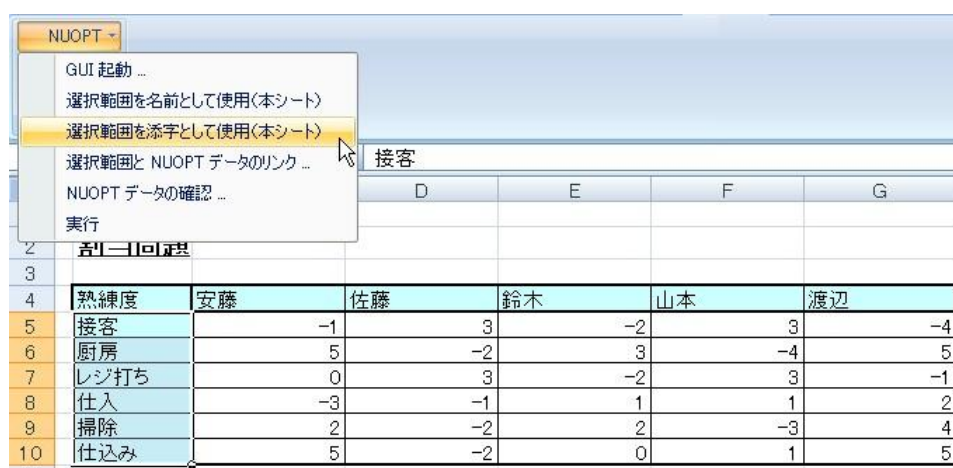 NUOPT
GUI 起動 ...
選択範囲を名前として使用(本シート)
選択範囲を添字として使用(本シート)
選択範囲と NUOPT データのリンク ...
接客
NUOPT データの確認 ...
D E F G
実行
2 割当問題
3
4 熟練度 安藤 佐藤 鈴木 山本 渡辺
5 接客 -1 3 -2 3 -4
6 厨房 5 -2 3 -4 5
7 レジ打ち 0 3 -2 3 -1
8 仕入 -3 -1 1 1 2
9 掃除 2 -2 2 -3 4
10 仕込み 5 -2 0 1 5